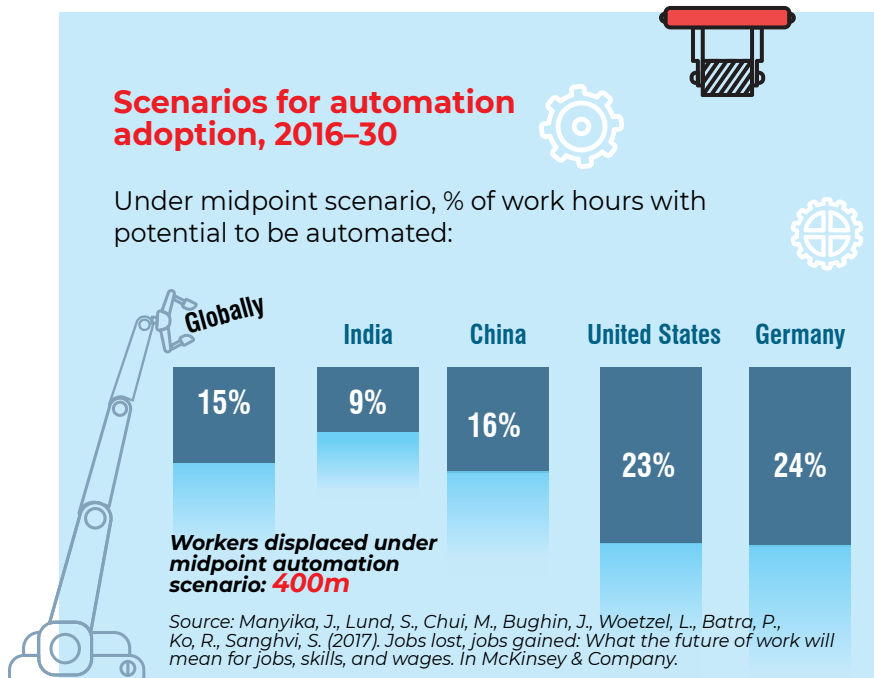 Scenarios for automation
adoption, 2016–30
Under midpoint scenario, % of work hours with
potential to be automated:
Globally
India
China
United States
Germany
15%
9%
16%
23%
24%
Workers displaced under
midpoint automation
scenario: 400m
Source: Manyika, J., Lund, S., Chui, M., Bughin, J., Woetzel, L., Batra, P.,
Ko, R., Sanghvi, S. (2017). Jobs lost, jobs gained: What the future of work will
mean for jobs, skills, and wages. In McKinsey & Company.